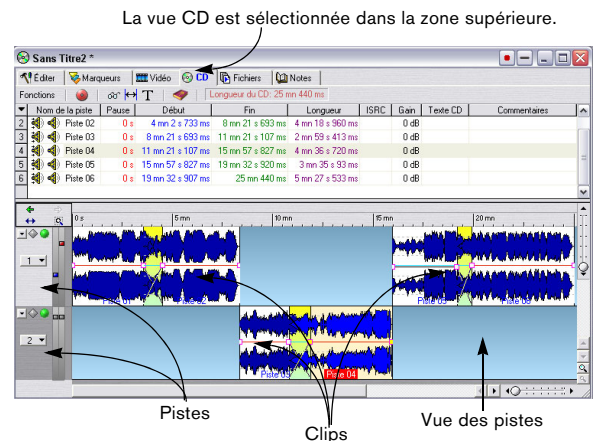 La vue CD est sélectionnée dans la zone supérieure.
Sans Titre2 *
Éditer Marqueurs Vidéo CD Fichiers Notes
Fonctions T Longueur du CD: 25 mn 440 ms
Nom de la piste Pause Début Fin Longueur ISRC Gain Texte CD Commentaires
2 Piste 02 0 s 4 mn 2 s 733 ms 8 mn 21 s 693 ms 4 mn 18 s 960 ms 0 dB
3 Piste 03 0 s 8 mn 21 s 693 ms 11 mn 21 s 107 ms 2 mn 59 s 413 ms 0 dB
4 Piste 04 0 s 11 mn 21 s 107 ms 15 mn 57 s 827 ms 4 mn 36 s 720 ms 0 dB
5 Piste 05 0 s 15 mn 57 s 827 ms 19 mn 32 s 920 ms 3 mn 35 s 93 ms 0 dB
6 Piste 06 0 s 19 mn 32 s 907 ms 25 mn 440 ms 5 mn 27 s 533 ms 0 dB
0 s 5 mn 10 mn 15 mn 20 mn
1
Piste 01 Piste 02 Piste 05 Piste 06
2
Piste 03 Piste 04
Pistes
Clips
Vue des pistes